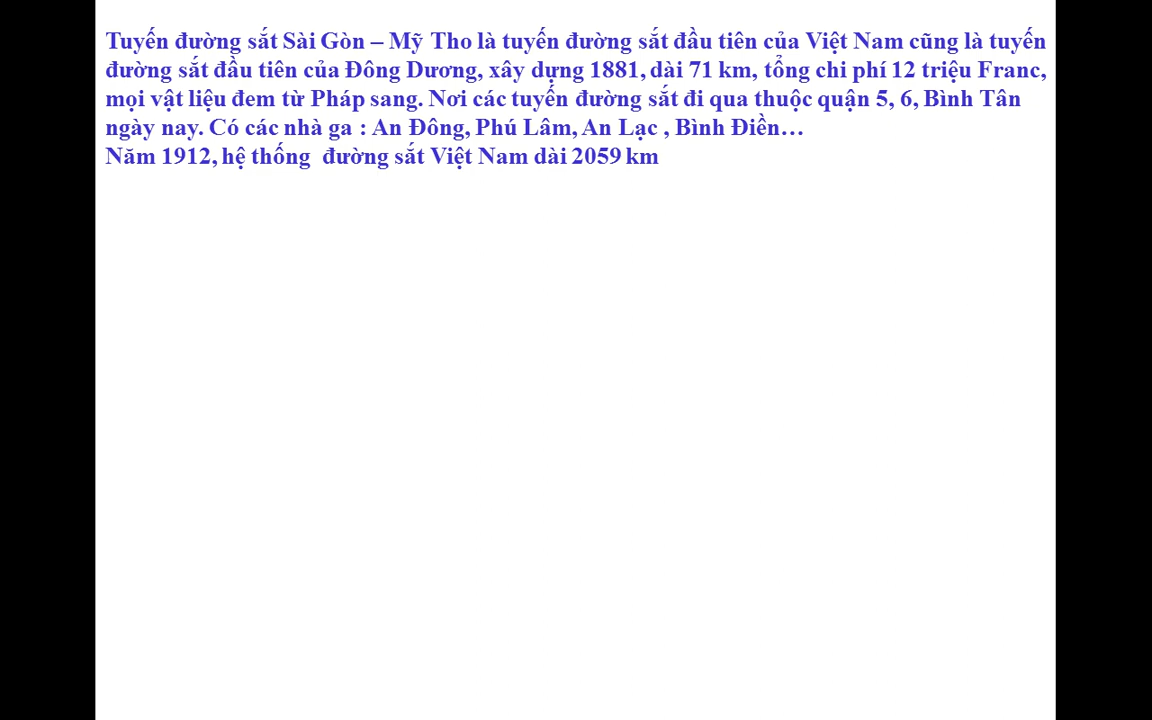 Tuyến đường sắt Sài Gòn – Mỹ Tho là tuyến đường sắt đầu tiên của Việt Nam cũng là tuyến
đường sắt đầu tiên của Đông Dương, xây dựng 1881, dài 71 km, tổng chi phí 12 triệu Franc,
mọi vật liệu đem từ Pháp sang. Nơi các tuyến đường sắt đi qua thuộc quận 5, 6, Bình Tân
ngày nay. Có các nhà ga : An Đông, Phú Lâm, An Lạc , Bình Điền…
Năm 1912, hệ thống  đường sắt Việt Nam dài 2059 km